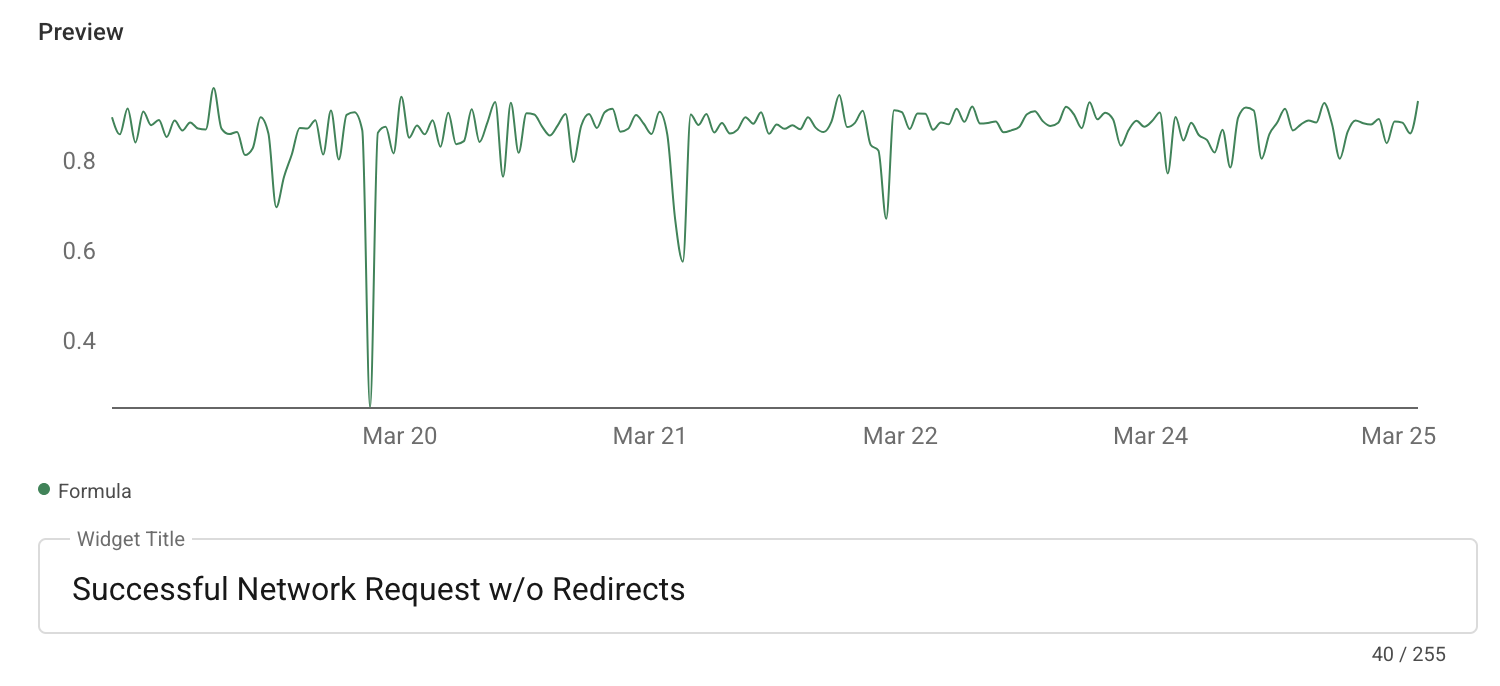 Preview
0.8
0.6
0.4
Mar 20 Mar 21 Mar 22 Mar 24 Mar 25
Formula
Widget Title
Successful Network Request w/o Redirects
40 / 255